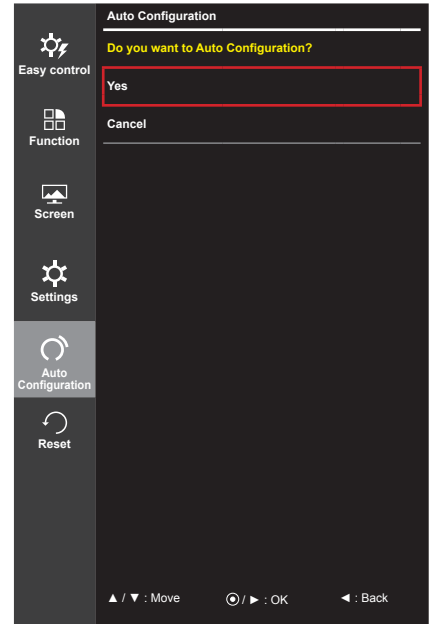 Auto Configuration
Do you want to Auto Configuration?
Yes
Cancel
Easy control
Function
Screen
Settings
Auto
Configuration
Reset
▲ / ▼ : Move
⦿ / ► : OK
◄ : Back